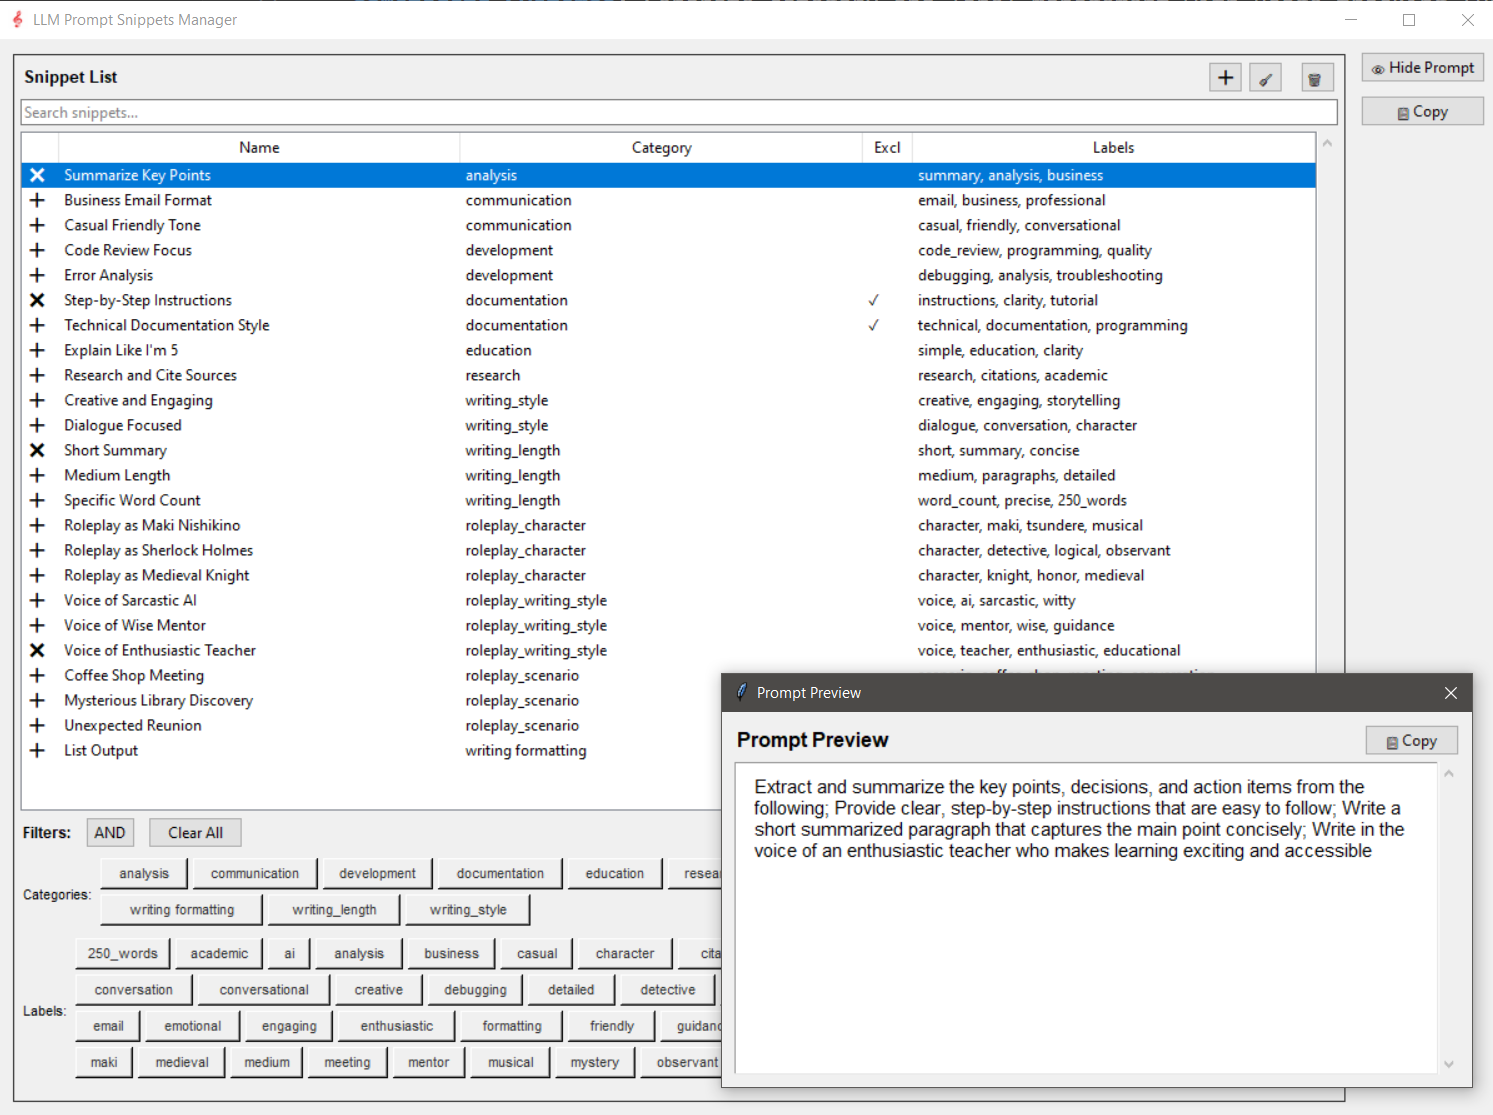 LLM Prompt Snippets Manager
Snippet List
Hide Prompt
Search snippets...
Copy
Name Category Excl Labels
Summarize Key Points analysis summary, analysis, business
Business Email Format communication email, business, professional
Casual Friendly Tone communication casual, friendly, conversational
Code Review Focus development code_review, programming, quality
Error Analysis development debugging, analysis, troubleshooting
Step-by-Step Instructions documentation ✓ instructions, clarity, tutorial
Technical Documentation Style documentation ✓ technical, documentation, programming
Explain Like I'm 5 education simple, education, clarity
Research and Cite Sources research research, citations, academic
Creative and Engaging writing_style creative, engaging, storytelling
Dialogue Focused writing_style dialogue, conversation, character
Short Summary writing_length short, summary, concise
Medium Length writing_length medium, paragraphs, detailed
Specific Word Count writing_length word_count, precise, 250_words
Roleplay as Maki Nishikino roleplay_character character, maki, tsundere, musical
Roleplay as Sherlock Holmes roleplay_character character, detective, logical, observant
Roleplay as Medieval Knight roleplay_character character, knight, honor, medieval
Voice of Sarcastic AI roleplay_writing_style voice, ai, sarcastic, witty
Voice of Wise Mentor roleplay_writing_style voice, mentor, wise, guidance
Voice of Enthusiastic Teacher roleplay_writing_style voice, teacher, enthusiastic, educational
Coffee Shop Meeting roleplay_scenario
Mysterious Library Discovery roleplay_scenario
Unexpected Reunion roleplay_scenario
List Output writing formatting
Filters: AND Clear All
Categories: analysis communication development documentation education resea
writing formatting writing_length writing_style
Labels: 250_words academic ai analysis business casual character cita
conversation conversational creative debugging detailed detective
email emotional engaging enthusiastic formatting friendly guidanc
maki medieval medium meeting mentor musical mystery observant
Prompt Preview
Prompt Preview
Copy
Extract and summarize the key points, decisions, and action items from the
following; Provide clear, step-by-step instructions that are easy to follow; Write a
short summarized paragraph that captures the main point concisely; Write in the
voice of an enthusiastic teacher who makes learning exciting and accessible